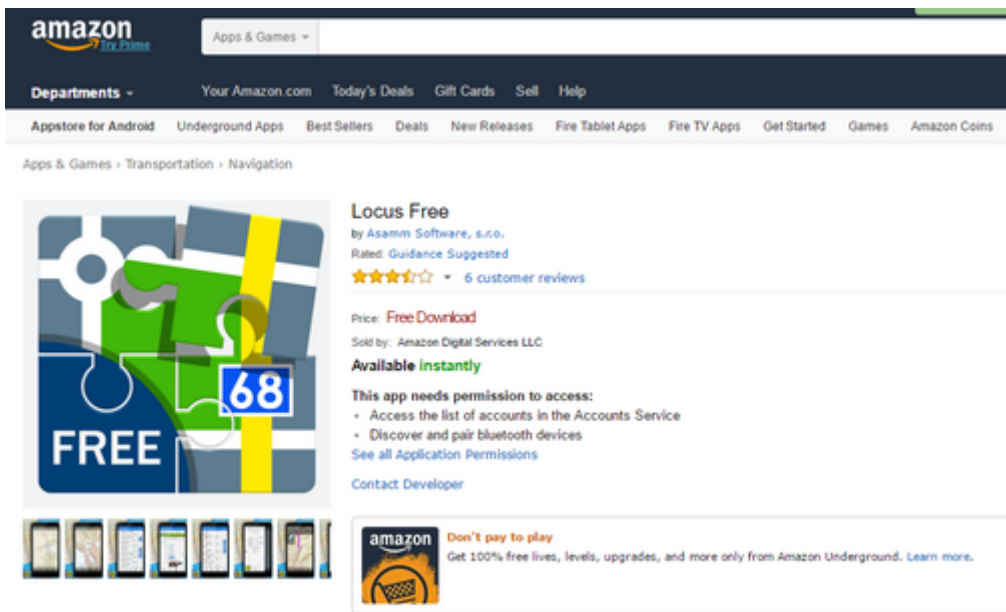 amazon
Try Prime
Apps & Games
Departments
Your Amazon.com Today's Deals Gift Cards Sell Help
Appstore for Android Underground Apps Best Sellers Deals New Releases Fire Tablet Apps Fire TV Apps Get Started Games Amazon Coins
Apps & Games › Transportation › Navigation
68
FREE
Locus Free
by Asamm Software, s.r.o.
Rated: Guidance Suggested
6 customer reviews
Price: Free Download
Sold by: Amazon Digital Services LLC
Available instantly
This app needs permission to access:
Access the list of accounts in the Accounts Service
Discover and pair bluetooth devices
See all Application Permissions
Contact Developer
amazon
Don't pay to play
Get 100% free lives, levels, upgrades, and more only from Amazon Underground. Learn more.